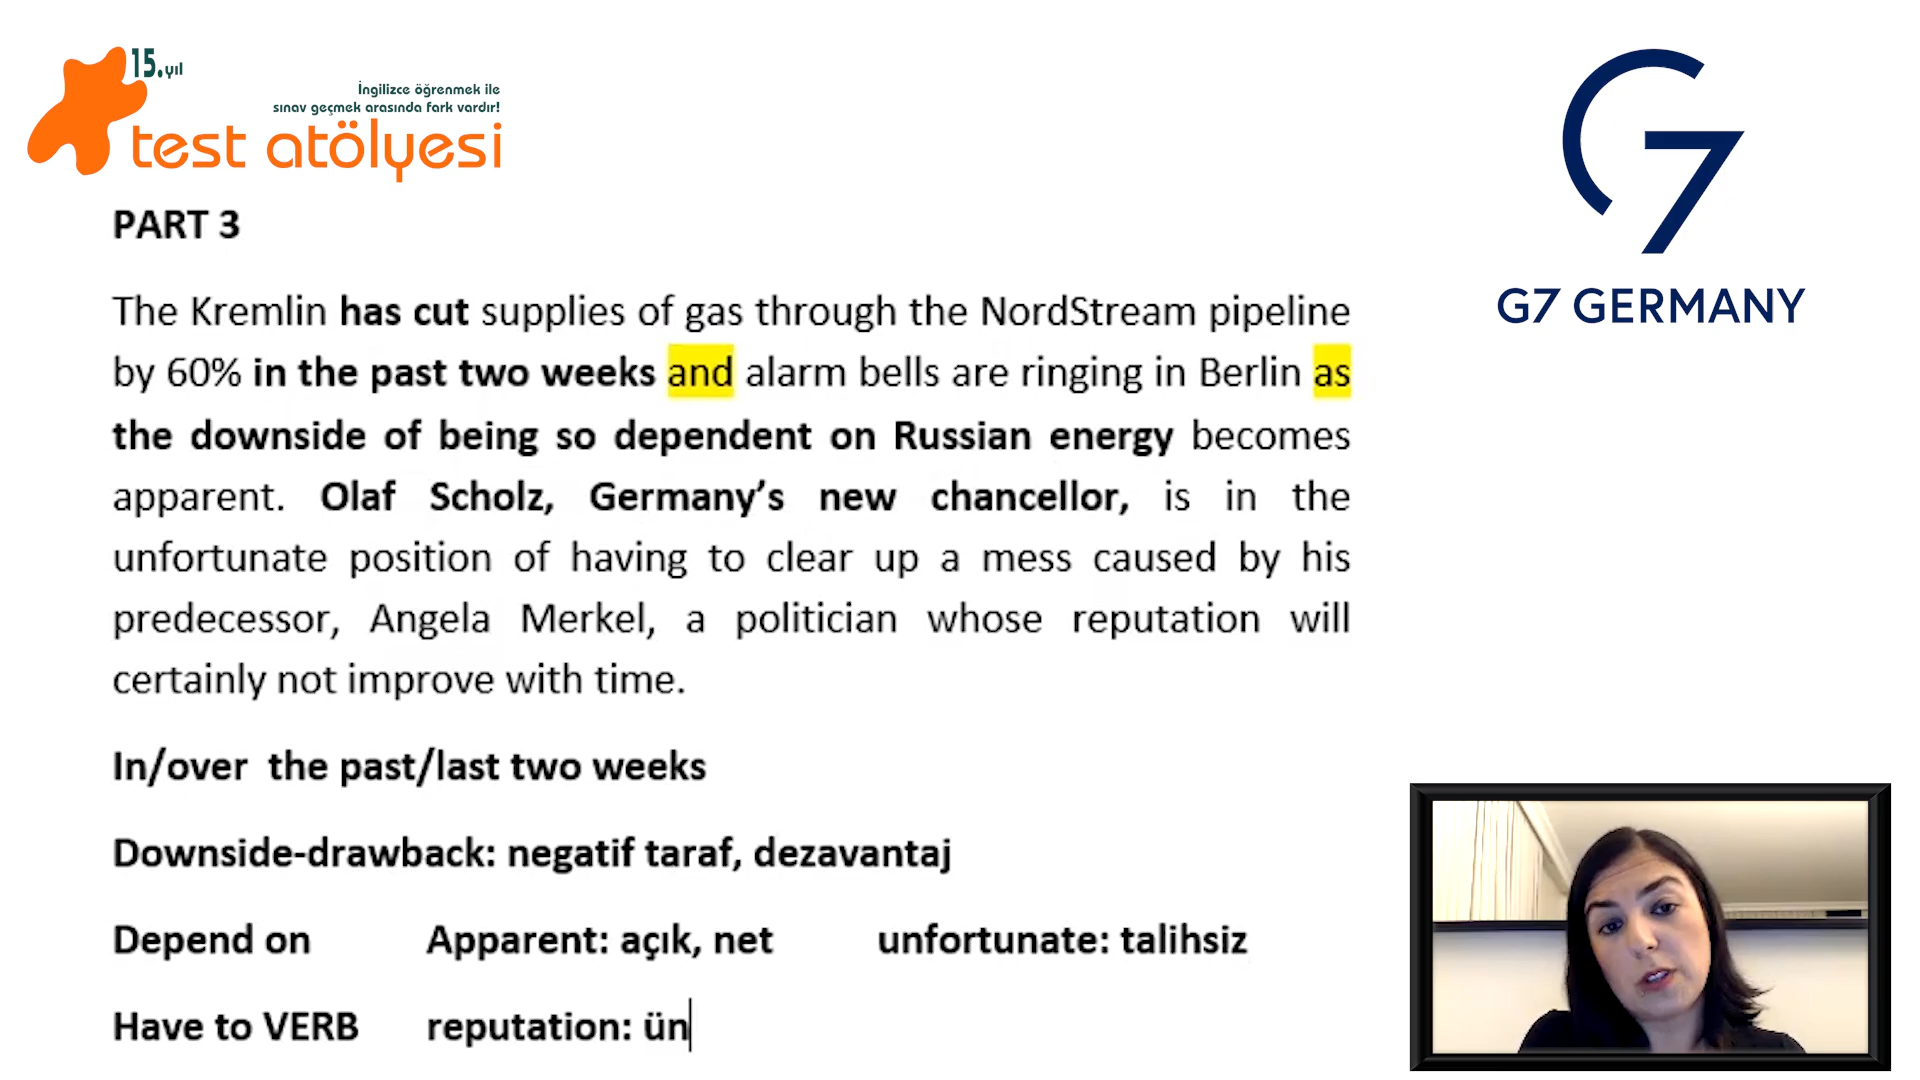 15.yıl
İngilizce öğrenmek ile
sınav geçmek arasında fark vardır!
test atölyesi
G7 GERMANY
PART 3
The Kremlin has cut supplies of gas through the NordStream pipeline
by 60% in the past two weeks and alarm bells are ringing in Berlin as
the downside of being so dependent on Russian energy becomes
apparent. Olaf Scholz, Germany's new chancellor, is in the
unfortunate position of having to clear up a mess caused by his
predecessor, Angela Merkel, a politician whose reputation will
certainly not improve with time.
In/over the past/last two weeks
Downside-drawback: negatif taraf, dezavantaj
Depend on Apparent: açık, net unfortunate: talihsiz
Have to VERB reputation: ün